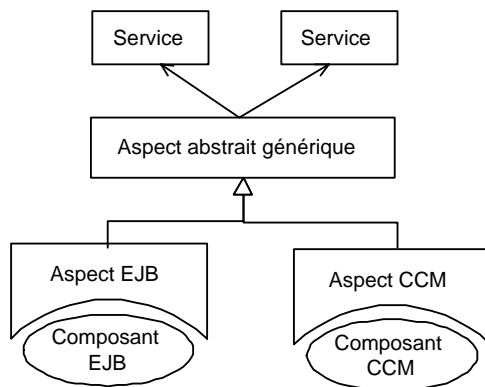 Service
Service
Aspect abstrait générique
Aspect EJB
Aspect CCM
Composant
EJB
Composant
CCM